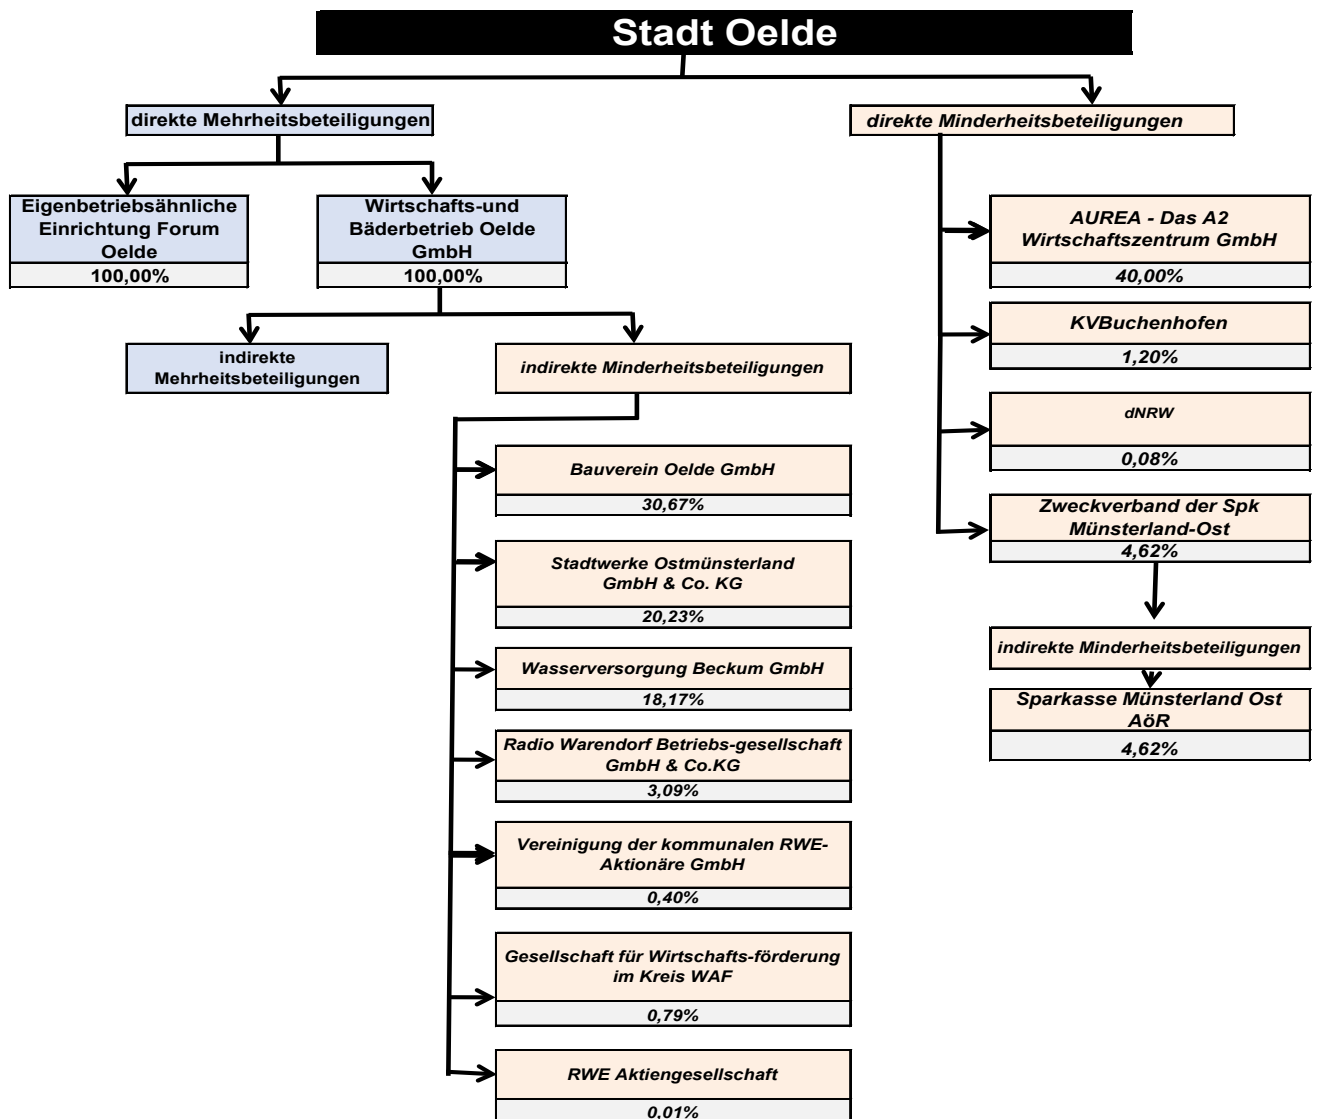 Stadt Oelde
direkte Mehrheitsbeteiligungen
direkte Minderheitsbeteiligungen
Eigenbetriebsähnliche
Einrichtung Forum
Oelde
100,00%
Wirtschafts-und
Bäderbetrieb Oelde
GmbH
100,00%
indirekte
Mehrheitsbeteiligungen
indirekte Minderheitsbeteiligungen
Bauverein Oelde GmbH
30,67%
Stadtwerke Ostmünsterland
GmbH & Co. KG
20,23%
Wasserversorgung Beckum GmbH
18,17%
Radio Warendorf Betriebs-gesellschaft
GmbH & Co.KG
3,09%
Vereinigung der kommunalen RWE-
Aktionäre GmbH
0,40%
Gesellschaft für Wirtschafts-förderung
im Kreis WAF
0,79%
RWE Aktiengesellschaft
0,01%
AUREA - Das A2
Wirtschaftszentrum GmbH
40,00%
KVBuchenhofen
1,20%
dNRW
0,08%
Zweckverband der Spk
Münsterland-Ost
4,62%
indirekte Minderheitsbeteiligungen
Sparkasse Münsterland Ost
AöR
4,62%